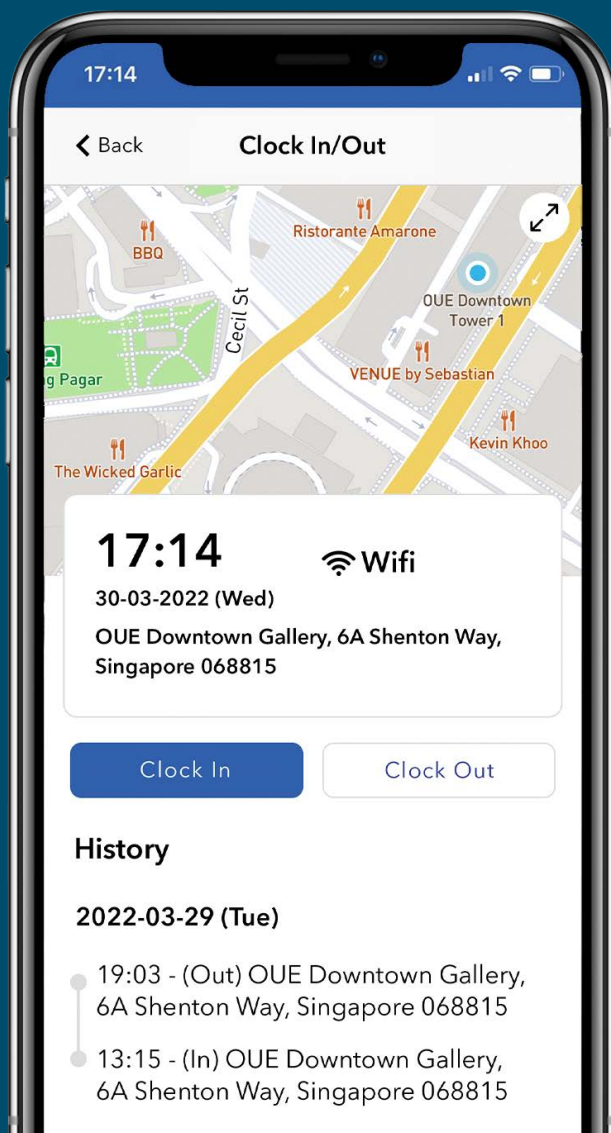 17:14
Back
Clock In/Out
BBQ
Ristorante Amarone
Cecil St
OUE Downtown
Tower 1
g Pagar
VENUE by Sebastian
Kevin Khoo
The Wicked Garlic
17:14
Wifi
30-03-2022 (Wed)
OUE Downtown Gallery, 6A Shenton Way,
Singapore 068815
Clock In
Clock Out
History
2022-03-29 (Tue)
19:03 - (Out) OUE Downtown Gallery,
6A Shenton Way, Singapore 068815
13:15 - (In) OUE Downtown Gallery,
6A Shenton Way, Singapore 068815